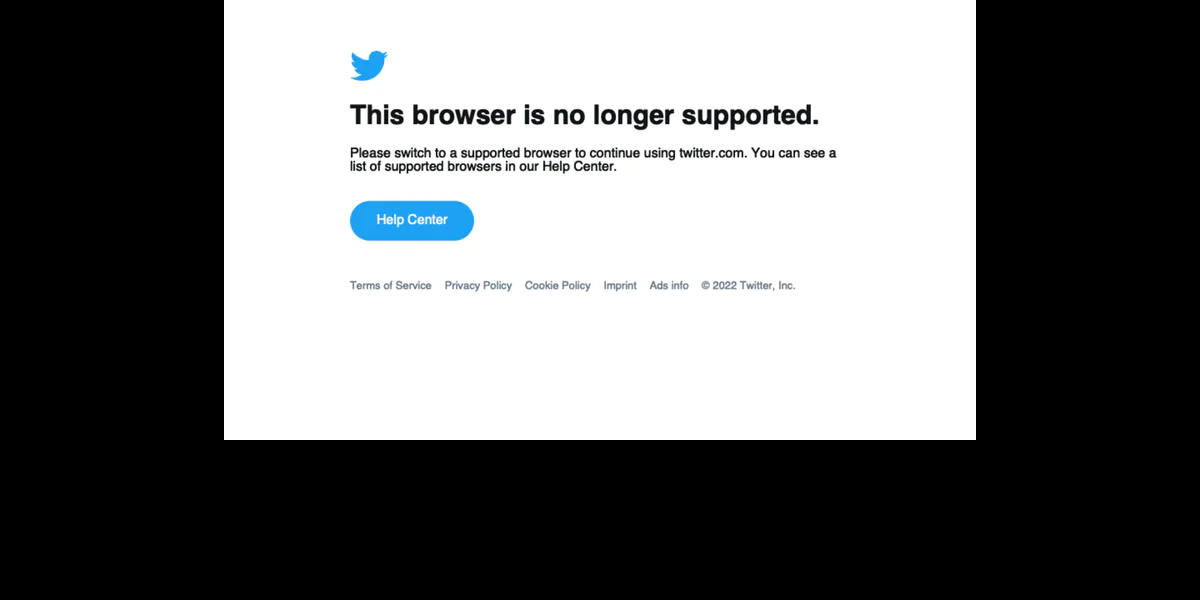 This browser is no longer supported.
Please switch to a supported browser to continue using twitter.com. You can see a
list of supported browsers in our Help Center.
Help Center
Terms of Service Privacy Policy Cookie Policy Imprint Ads info © 2022 Twitter, Inc.